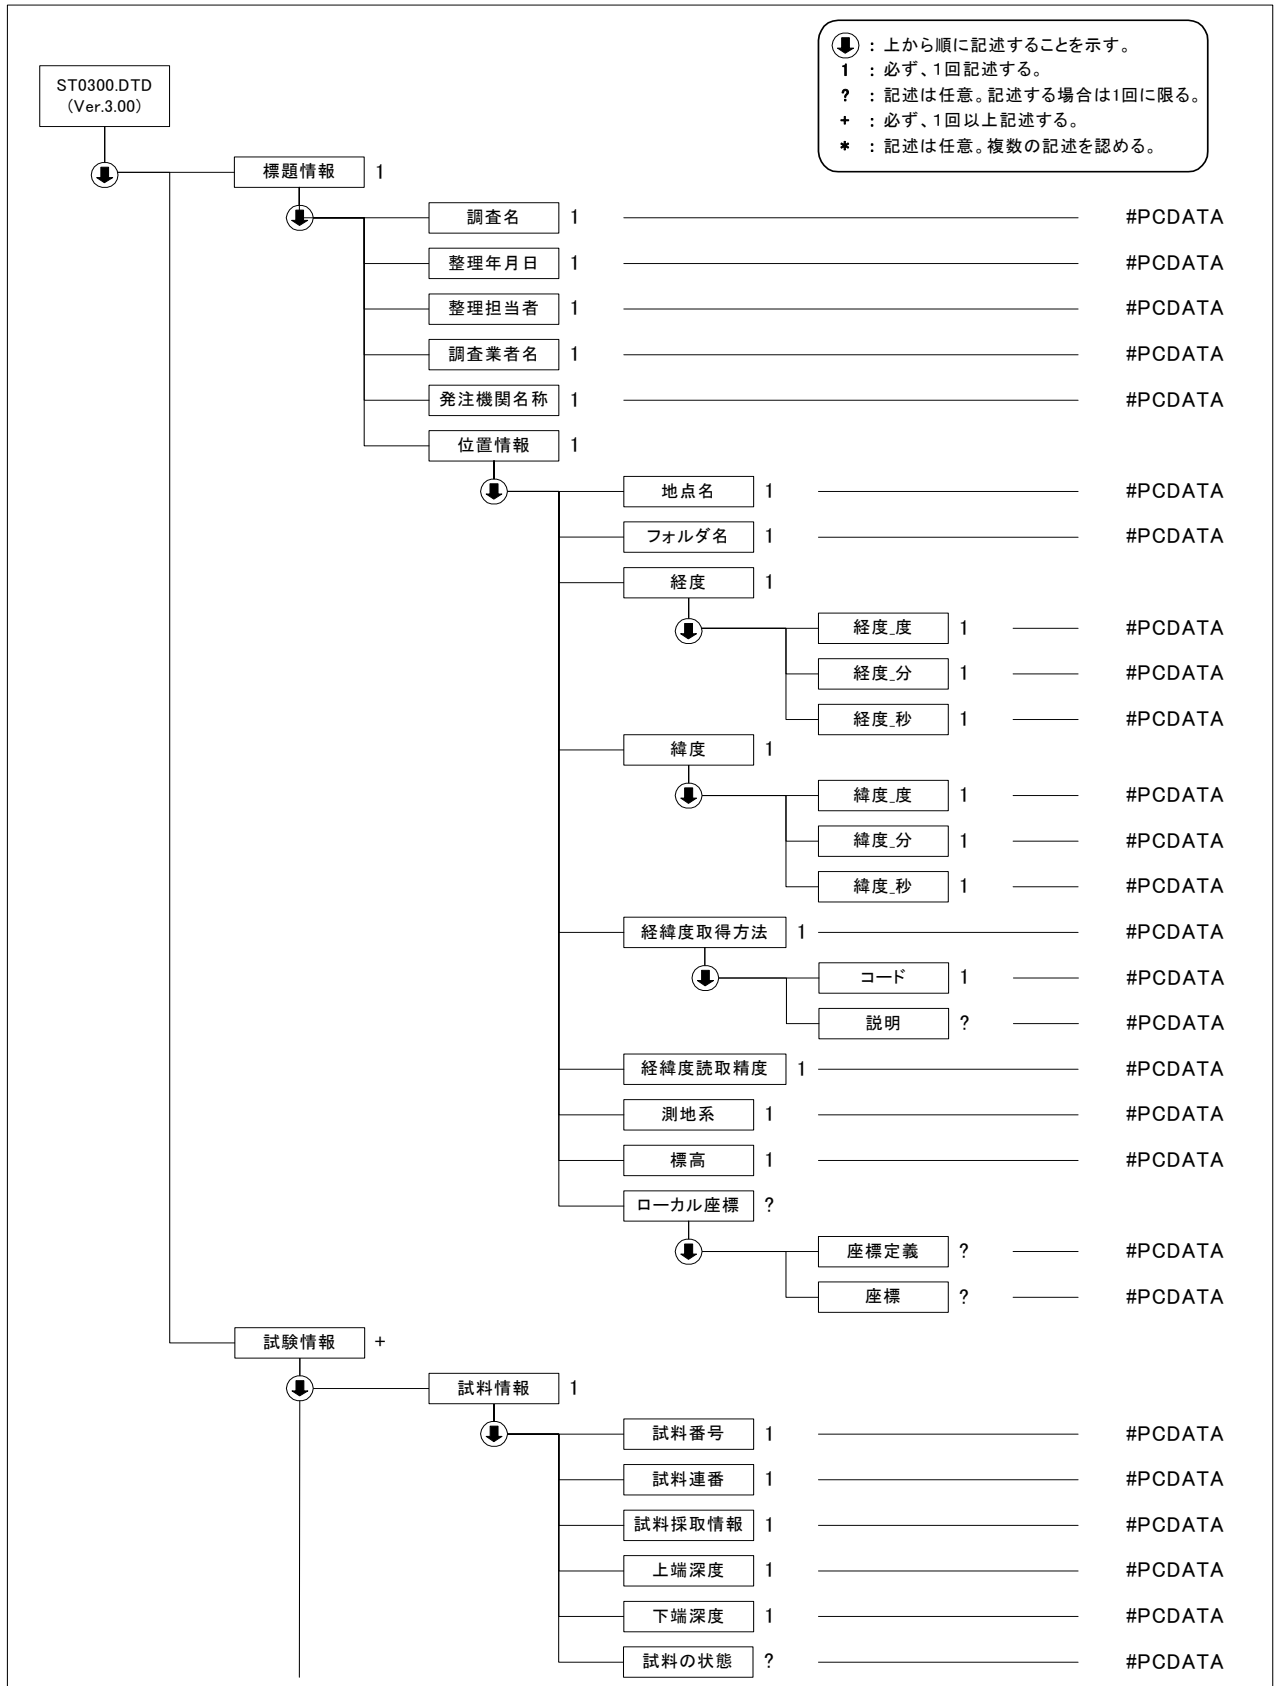 ：上から順に記述することを示す。
1 ：必ず、1回記述する。
? ：記述は任意。記述する場合は1回に限る。
+ ：必ず、1回以上記述する。
* ：記述は任意。複数の記述を認める。
ST0300.DTD
(Ver.3.00)
標題情報 1
調査名 1 #PCDATA
整理年月日 1 #PCDATA
整理担当者 1 #PCDATA
調査業者名 1 #PCDATA
発注機関名称 1 #PCDATA
位置情報 1
地点名 1 #PCDATA
フォルダ名 1 #PCDATA
経度 1
経度_度 1 #PCDATA
経度_分 1 #PCDATA
経度_秒 1 #PCDATA
緯度 1
緯度_度 1 #PCDATA
緯度_分 1 #PCDATA
緯度_秒 1 #PCDATA
経緯度取得方法 1 #PCDATA
コード 1 #PCDATA
説明 ? #PCDATA
経緯度読取精度 1 #PCDATA
測地系 1 #PCDATA
標高 1 #PCDATA
ローカル座標 ?
座標定義 ? #PCDATA
座標 ? #PCDATA
試験情報 +
試料情報 1
試料番号 1 #PCDATA
試料連番 1 #PCDATA
試料採取情報 1 #PCDATA
上端深度 1 #PCDATA
下端深度 1 #PCDATA
試料の状態 ? #PCDATA